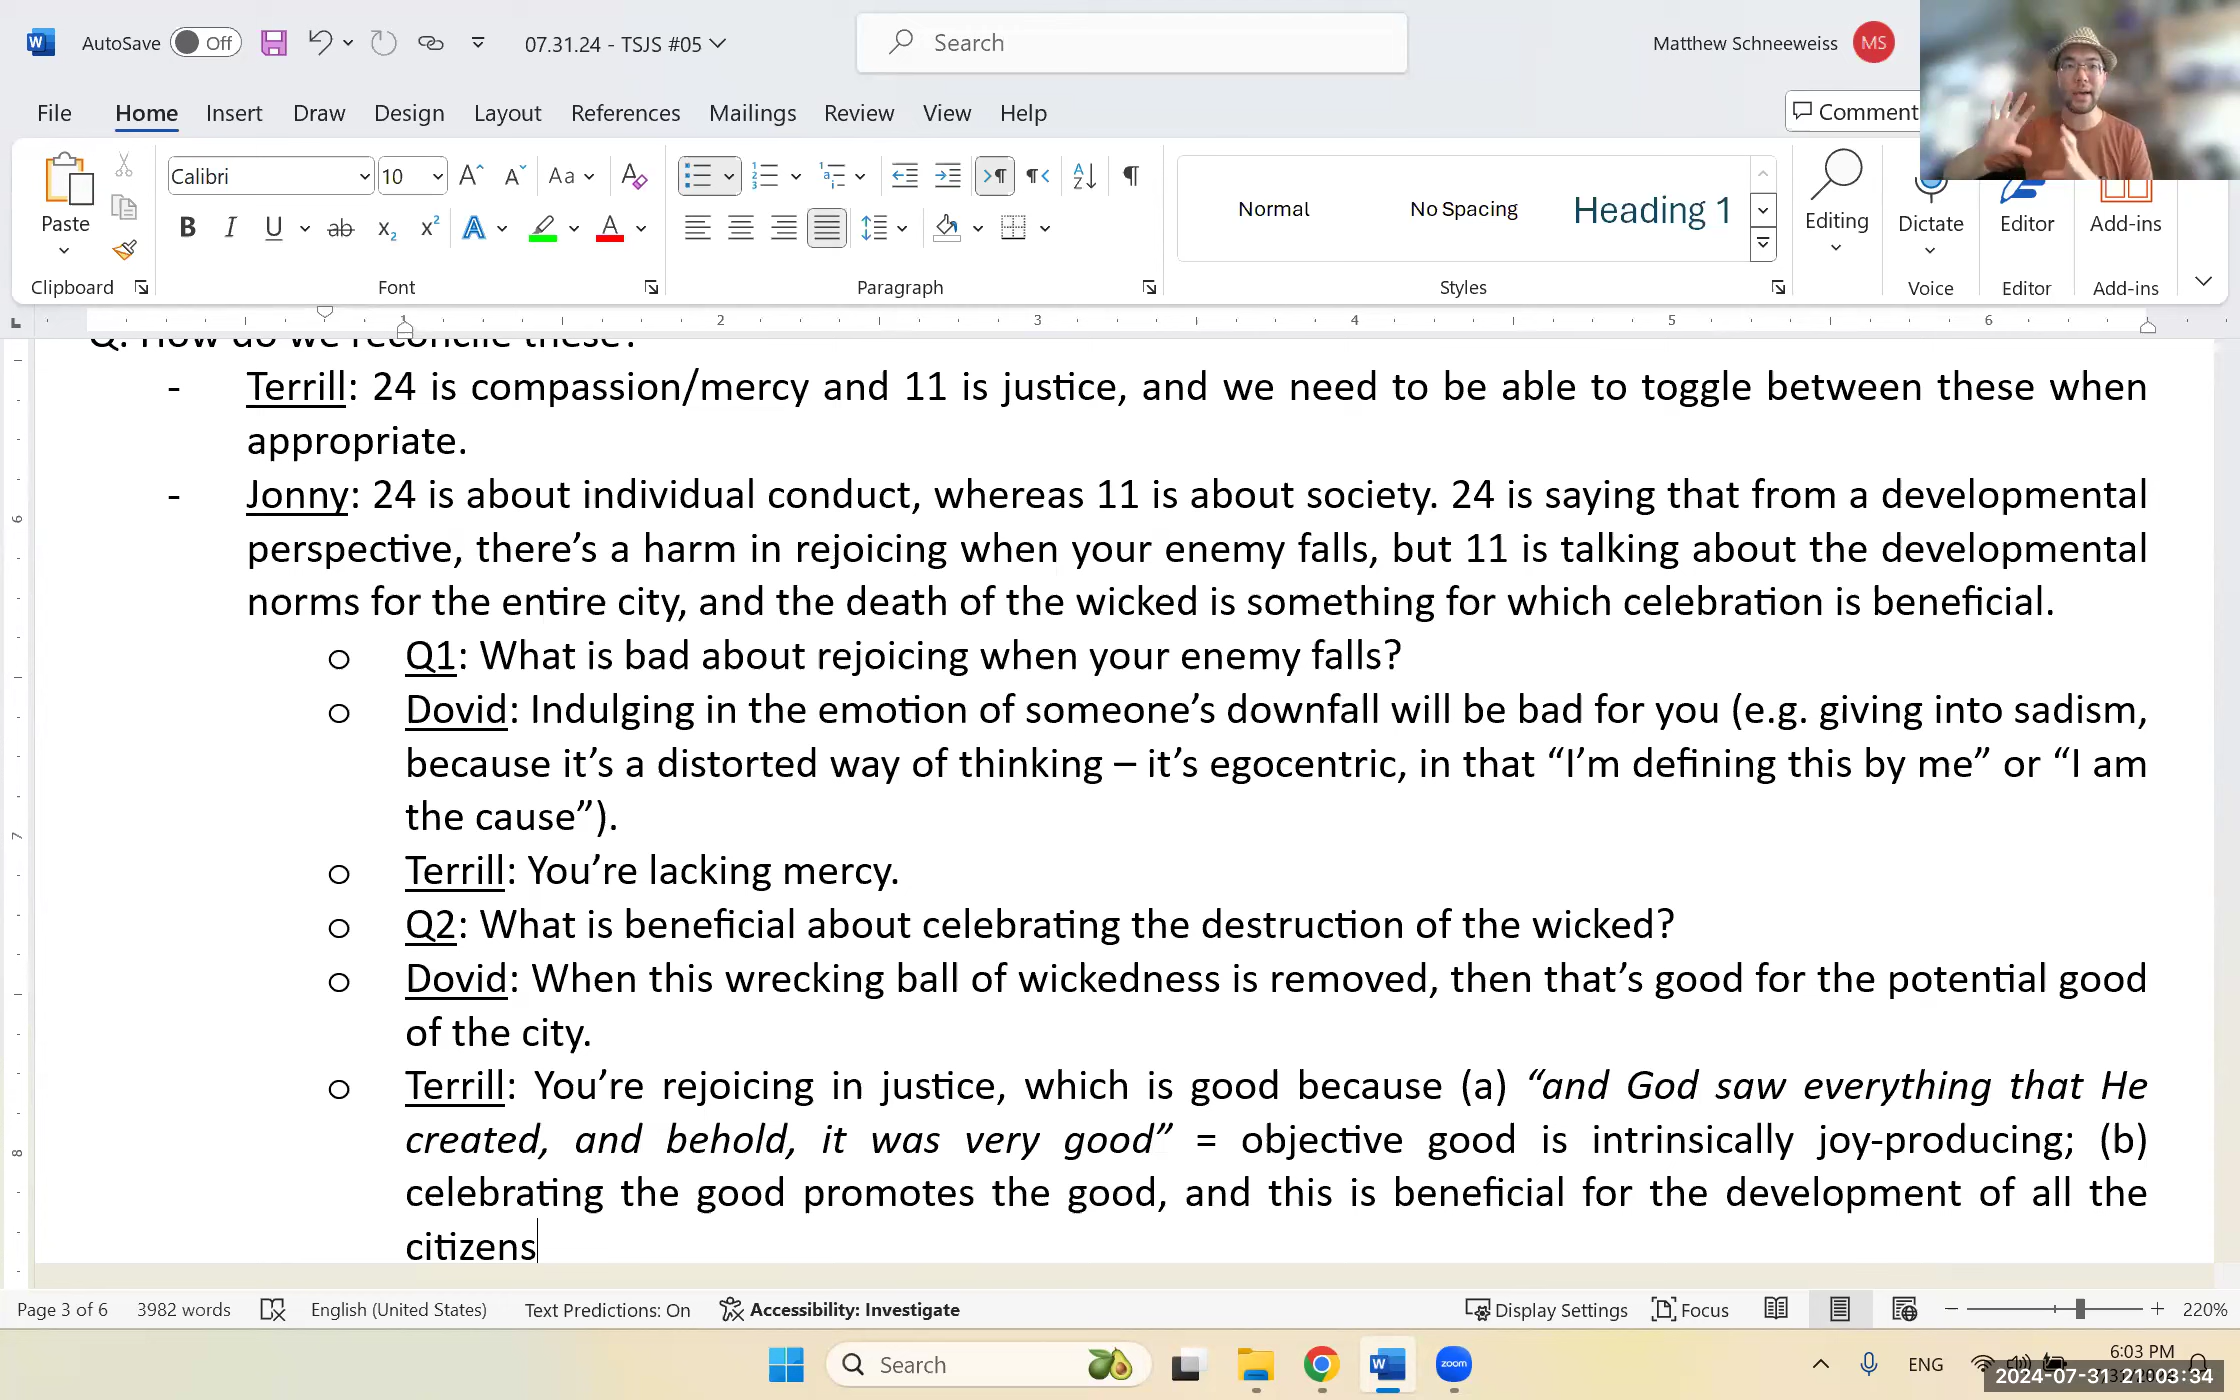 AutoSave Off 07.31.24 - TSJS #05 Search Matthew Schneeweiss MS
File Home Insert Draw Design Layout References Mailings Review View Help Comment
Paste Calibri 10 Aa Normal No Spacing Heading 1 Editing Dictate Editor Add-ins
Clipboard Font Paragraph Styles Voice Editor Add-ins
1 2 3 4 5 6
Q: How do we reconcile these?
- Terrill: 24 is compassion/mercy and 11 is justice, and we need to be able to toggle between these when
appropriate.
- Jonny: 24 is about individual conduct, whereas 11 is about society. 24 is saying that from a developmental
perspective, there’s a harm in rejoicing when your enemy falls, but 11 is talking about the developmental
norms for the entire city, and the death of the wicked is something for which celebration is beneficial.
o Q1: What is bad about rejoicing when your enemy falls?
o Dovid: Indulging in the emotion of someone’s downfall will be bad for you (e.g. giving into sadism,
because it’s a distorted way of thinking – it’s egocentric, in that “I’m defining this by me” or “I am
the cause”).
o Terrill: You’re lacking mercy.
o Q2: What is beneficial about celebrating the destruction of the wicked?
o Dovid: When this wrecking ball of wickedness is removed, then that’s good for the potential good
of the city.
o Terrill: You’re rejoicing in justice, which is good because (a) “and God saw everything that He
created, and behold, it was very good” = objective good is intrinsically joy-producing; (b)
celebrating the good promotes the good, and this is beneficial for the development of all the
citizens
Page 3 of 6 3982 words English (United States) Text Predictions: On Accessibility: Investigate Display Settings Focus 220%
Search zoom ENG 6:03 PM
2024-07-31 21:03:34